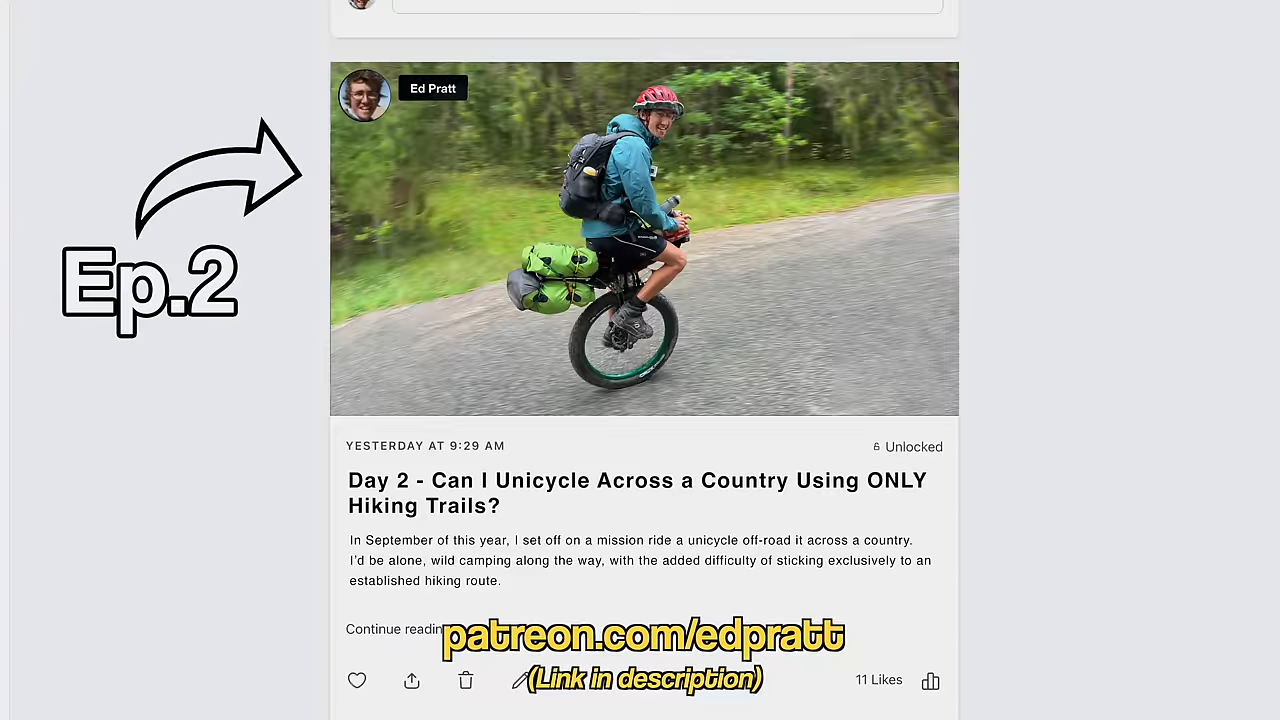 Ed Pratt
Ep.2
YESTERDAY AT 9:29 AM
Unlocked
Day 2 - Can I Unicycle Across a Country Using ONLY
Hiking Trails?
In September of this year, I set off on a mission ride a unicycle off-road it across a country.
I'd be alone, wild camping along the way, with the added difficulty of sticking exclusively to an
established hiking route.
Continue readin
patreon.com/edpratt
(Link in description)
11 Likes